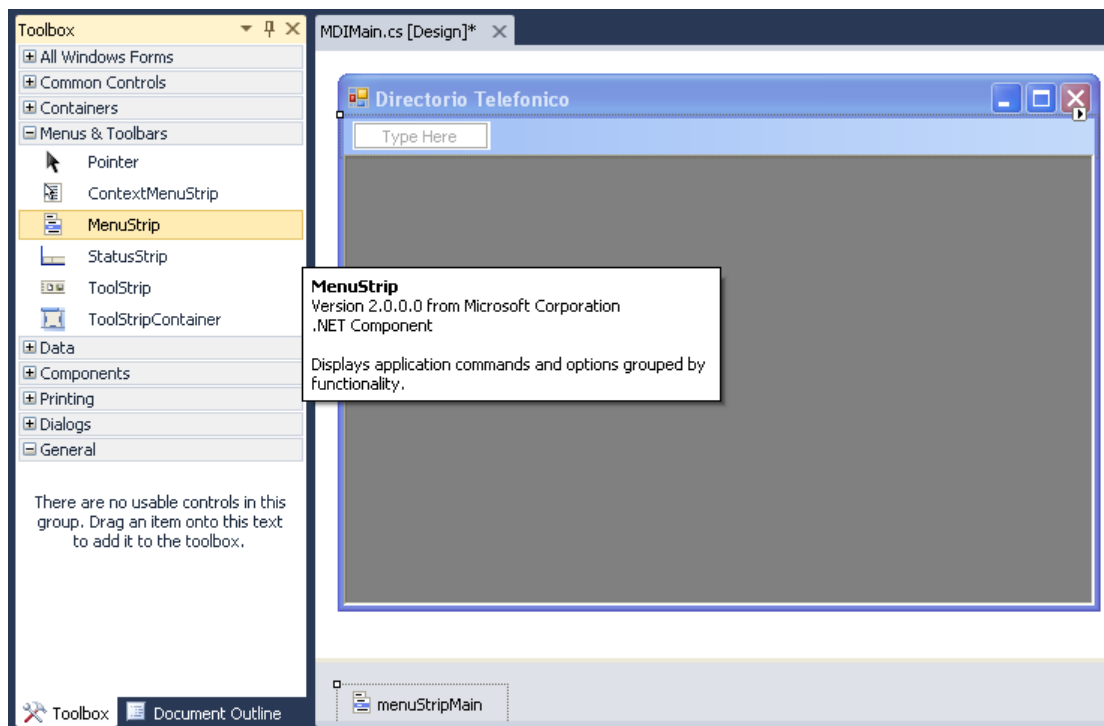 Toolbox
All Windows Forms
Common Controls
Containers
Menus & Toolbars
Pointer
ContextMenuStrip
MenuStrip
StatusStrip
ToolStrip
ToolStripContainer
Data
Components
Printing
Dialogs
General
There are no usable controls in this
group. Drag an item onto this text
to add it to the toolbox.
Toolbox
Document Outline
MDIMain.cs [Design]*
Directorio Telefonico
Type Here
MenuStrip
Version 2.0.0.0 from Microsoft Corporation
.NET Component
Displays application commands and options grouped by
functionality.
menuStripMain